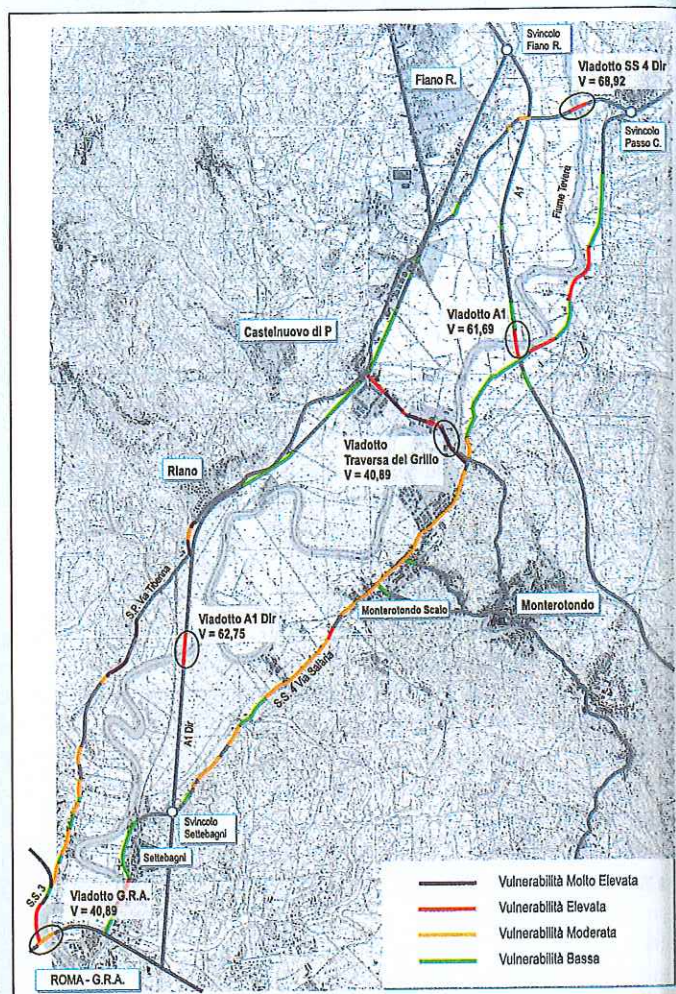 Svincolo
Fiano R.
Viadotto SS 4 Dir
V = 68,92
Fiano R.
Svincolo
Passo C.
A1
Fiume Tevere
Viadotto A1
V = 61,69
Castelnuovo di P
Viadotto
Traversa del Grillo
V = 40,89
Riano
S.P. Via Tiberina
Viadotto A1 Dir
V = 62,75
Monterotondo Scalo
Monterotondo
S.S. 4 Via Salaria
A1 Dir
Svincolo
Settebagni
Settebagni
S.S. 3
Viadotto G.R.A.
V = 40,89
ROMA - G.R.A.
Vulnerabilità Molto Elevata
Vulnerabilità Elevata
Vulnerabilità Moderata
Vulnerabilità Bassa